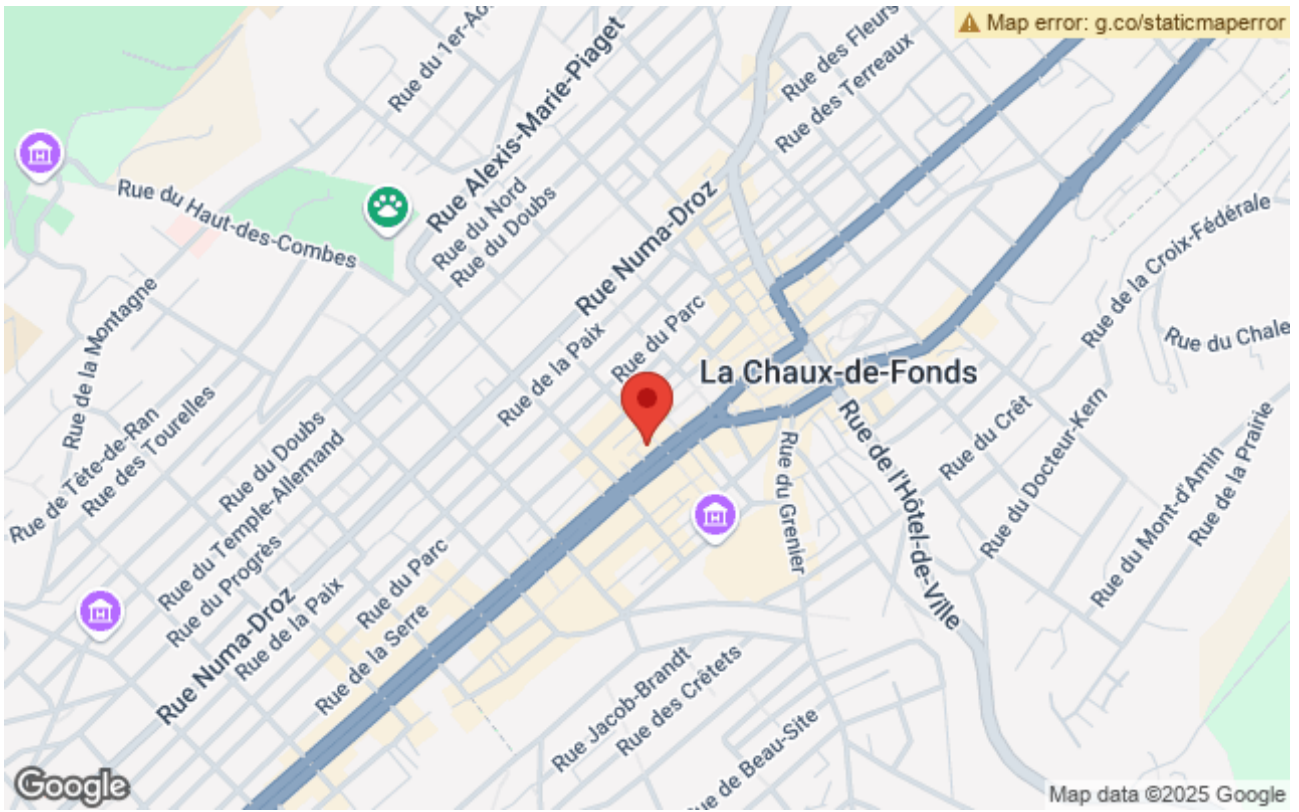 Map error: g.co/staticmaperror
Rue du 1er-Ao
Rue Alexis-Marie-Piaget
Rue des Fleurs
Rue des Terreaux
Rue du Haut-des-Combes
Rue du Nord
Rue du Doubs
Rue Numa-Droz
Rue de la Croix-Fédérale
Rue de la Montagne
Rue du Parc
Rue de la Paix
Rue du Chale
La Chaux-de-Fonds
Rue de Tête-de-Ran
Rue des Tourelles
Rue du Doubs
Rue du Temple-Allemand
Rue du Progrès
Rue du Crêt
Rue du Docteur-Kern
Rue de l'Hôtel-de-Ville
Rue du Grenier
Rue du Mont-d'Amin
Rue de la Prairie
Rue du Parc
Rue de la Paix
Rue Numa-Droz
Rue de la Serre
Rue Jacob-Brandt
Rue des Crêtets
Rue de Beau-Site
Google
Map data ©2025 Google